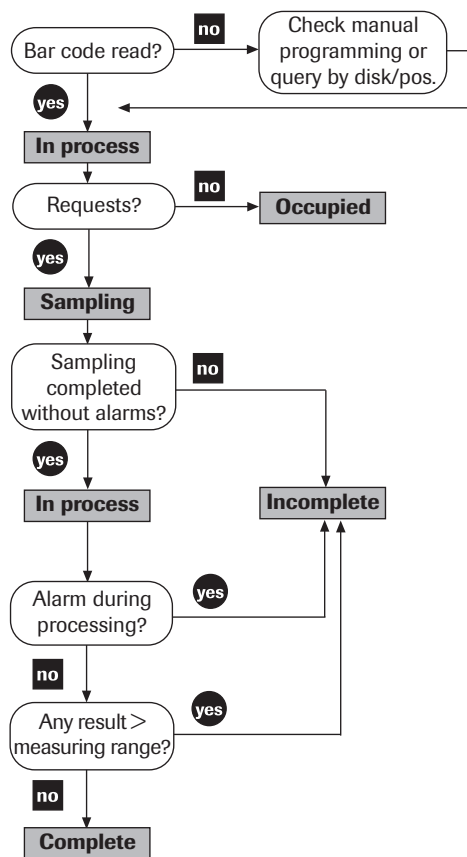 Bar code read?
no
Check manual
programming or
query by disk/pos.
yes
In process
Requests?
no
Occupied
yes
Sampling
Sampling
completed
without alarms?
no
yes
In process
Incomplete
Alarm during
processing?
yes
no
Any result >
measuring range?
yes
no
Complete